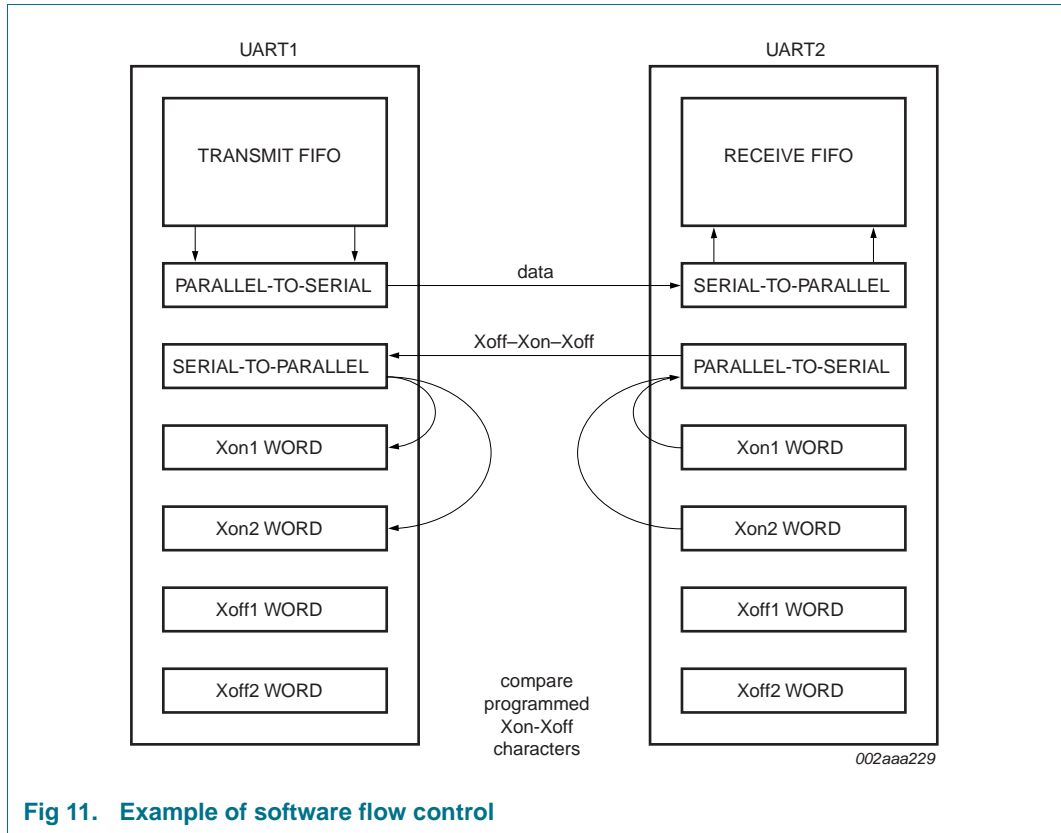 UART1
UART2
TRANSMIT FIFO
RECEIVE FIFO
PARALLEL-TO-SERIAL
data
SERIAL-TO-PARALLEL
Xoff–Xon–Xoff
SERIAL-TO-PARALLEL
PARALLEL-TO-SERIAL
Xon1 WORD
Xon1 WORD
Xon2 WORD
Xon2 WORD
Xoff1 WORD
Xoff1 WORD
Xoff2 WORD
compare
programmed
Xon-Xoff
characters
Xoff2 WORD
002aaa229
Fig 11. Example of software flow control